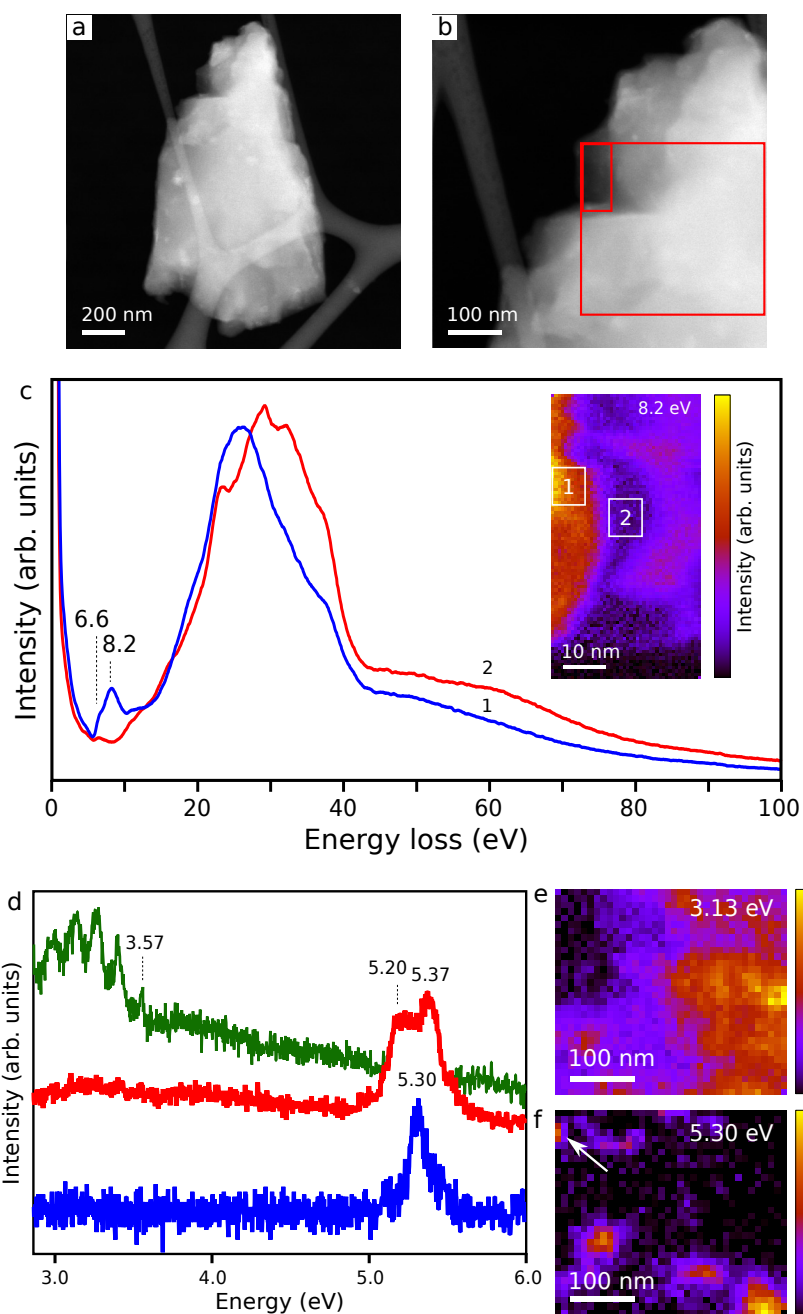 a
200 nm
b
100 nm
c
Intensity (arb. units)
6.6
8.2
2
1
8.2 eV
1
2
10 nm
Intensity (arb. units)
0
20
40
60
80
100
Energy loss (eV)
d
Intensity (arb. units)
3.57
5.20
5.37
5.30
3.0
4.0
5.0
6.0
Energy (eV)
e
3.13 eV
100 nm
f
5.30 eV
100 nm